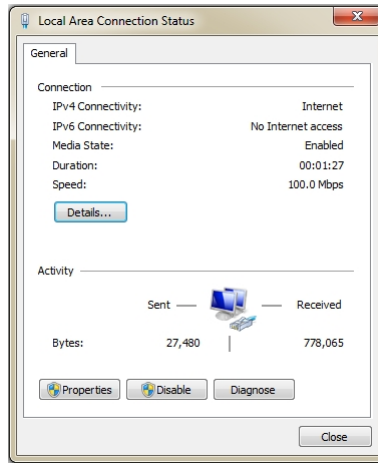 Local Area Connection Status
General
Connection
IPv4 Connectivity: Internet
IPv6 Connectivity: No Internet access
Media State: Enabled
Duration: 00:01:27
Speed: 100.0 Mbps
Details...
Activity
Sent Received
Bytes: 27,480 778,065
Properties Disable Diagnose
Close